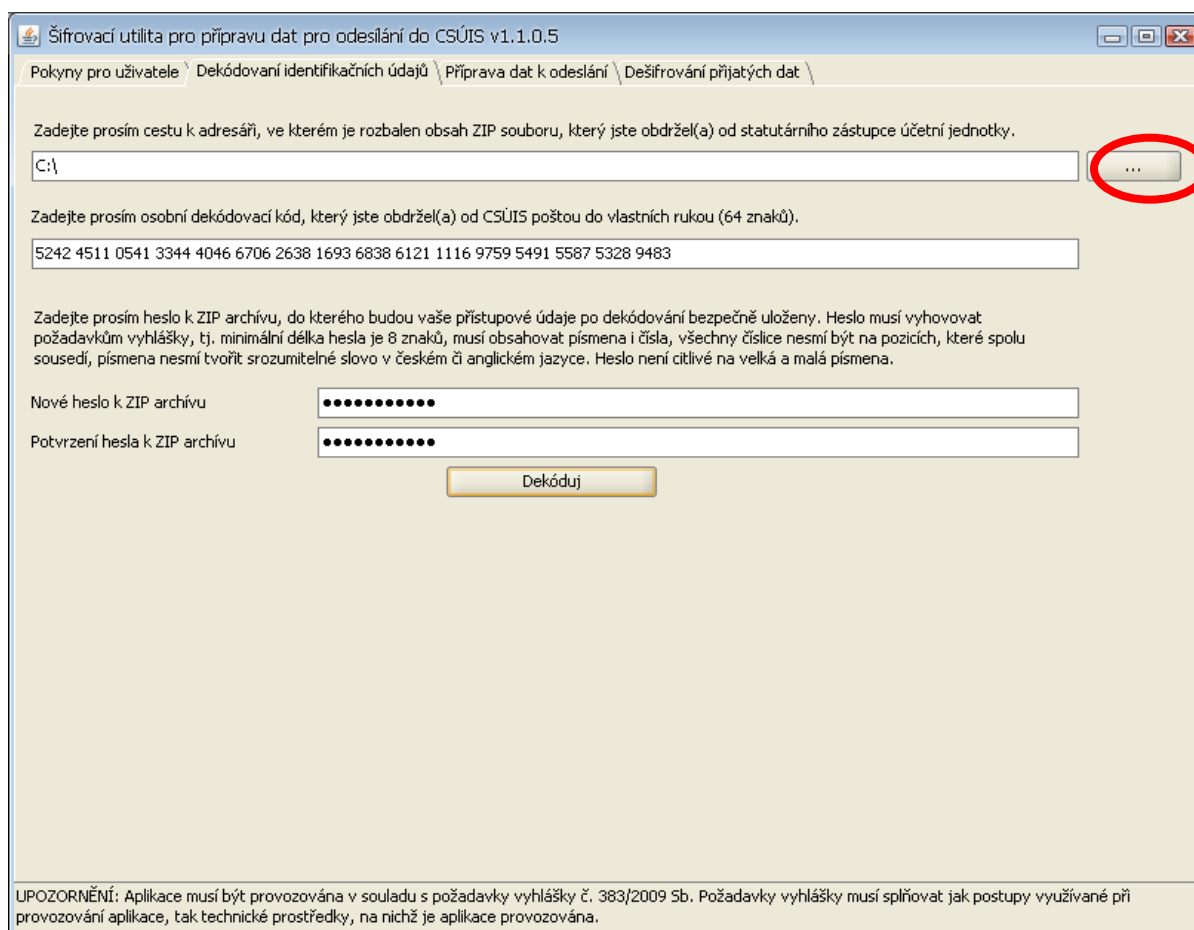 Šifrovací utilita pro přípravu dat pro odesílání do CSÚIS v1.1.0.5
Pokyny pro uživatele Dekódovaní identifikačních údajů Příprava dat k odeslání Dešifrování přijatých dat
Zadejte prosím cestu k adresáři, ve kterém je rozbalen obsah ZIP souboru, který jste obdržel(a) od statutárního zástupce účetní jednotky.
C:\ ...
Zadejte prosím osobní dekódovací kód, který jste obdržel(a) od CSÚIS poštou do vlastních rukou (64 znaků).
5242 4511 0541 3344 4046 6706 2638 1693 6838 6121 1116 9759 5491 5587 5328 9483
Zadejte prosím heslo k ZIP archívu, do kterého budou vaše přístupové údaje po dekódování bezpečně uloženy. Heslo musí vyhovovat
požadavkům vyhlášky, tj. minimální délka hesla je 8 znaků, musí obsahovat písmena i čísla, všechny číslice nesmí být na pozicích, které spolu
sousedí, písmena nesmí tvořit srozumitelné slovo v českém či anglickém jazyce. Heslo není citlivé na velká a malá písmena.
Nové heslo k ZIP archívu
Potvrzení hesla k ZIP archívu
Dekóduj
UPOZORNĚNÍ: Aplikace musí být provozována v souladu s požadavky vyhlášky č. 383/2009 Sb. Požadavky vyhlášky musí splňovat jak postupy využívané při
provozování aplikace, tak technické prostředky, na nichž je aplikace provozována.